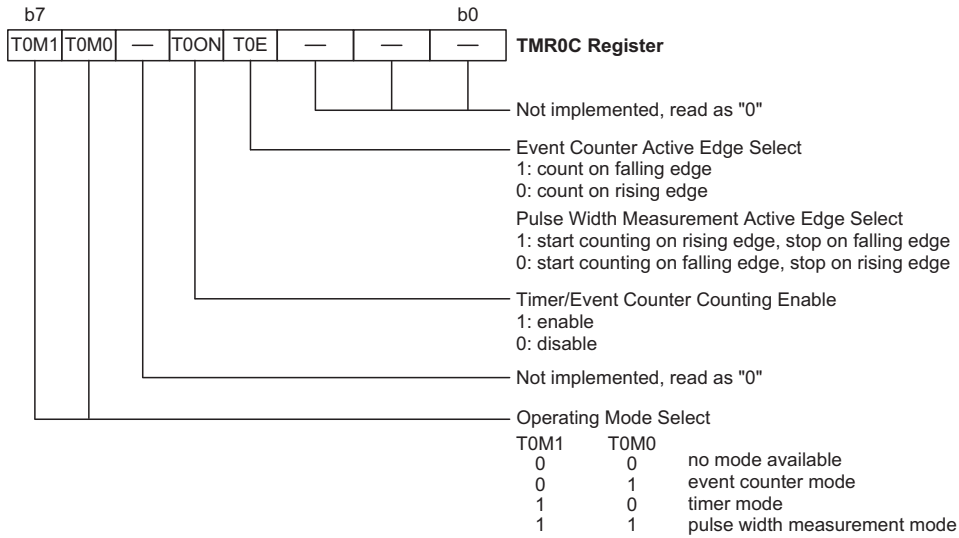 b7 b0
T0M1 T0M0 — T0ON T0E — — — TMR0C Register
Not implemented, read as "0"
Event Counter Active Edge Select
1: count on falling edge
0: count on rising edge
Pulse Width Measurement Active Edge Select
1: start counting on rising edge, stop on falling edge
0: start counting on falling edge, stop on rising edge
Timer/Event Counter Counting Enable
1: enable
0: disable
Not implemented, read as "0"
Operating Mode Select
T0M1 T0M0
0 0 no mode available
0 1 event counter mode
1 0 timer mode
1 1 pulse width measurement mode